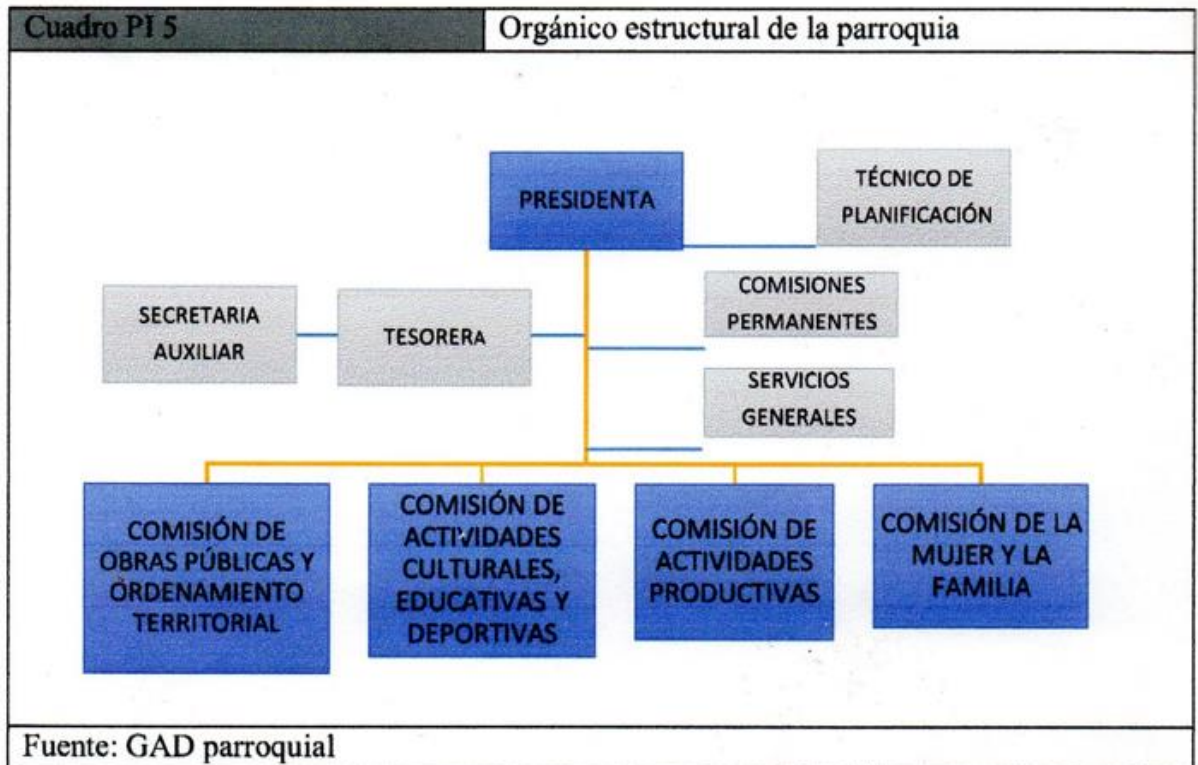 Cuadro PI 5
Orgánico estructural de la parroquia
PRESIDENTA
TÉCNICO DE
PLANIFICACIÓN
COMISIONES
PERMANENTES
SECRETARIA
AUXILIAR
TESORERA
SERVICIOS
GENERALES
COMISIÓN DE
OBRAS PÚBLICAS Y
ORDENAMIENTO
TERRITORIAL
COMISIÓN DE
ACTIVIDADES
CULTURALES,
EDUCATIVAS Y
DEPORTIVAS
COMISIÓN DE
ACTIVIDADES
PRODUCTIVAS
COMISIÓN DE LA
MUJER Y LA
FAMILIA
Fuente: GAD parroquial